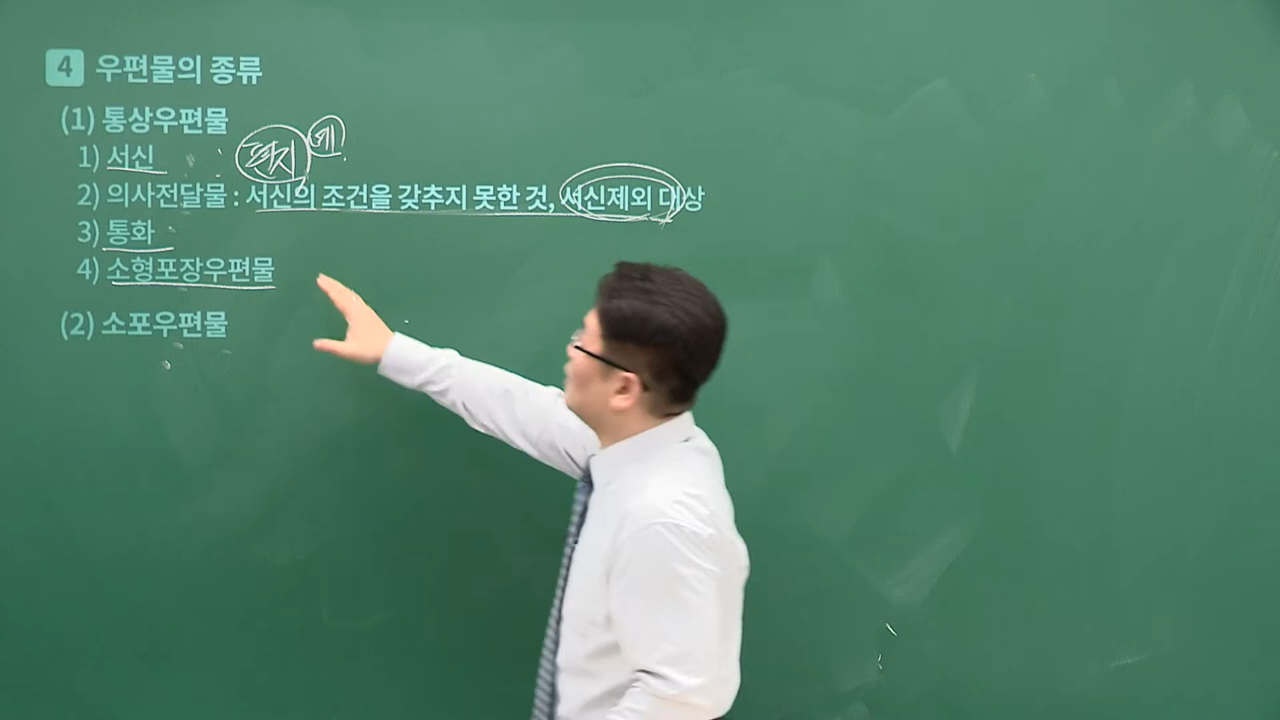 4 우편물의 종류
(1) 통상우편물
1) 서신 편지
2) 의사전달물 : 서신의 조건을 갖추지 못한 것, 서신제외 대상
3) 통화
4) 소형포장우편물
(2) 소포우편물